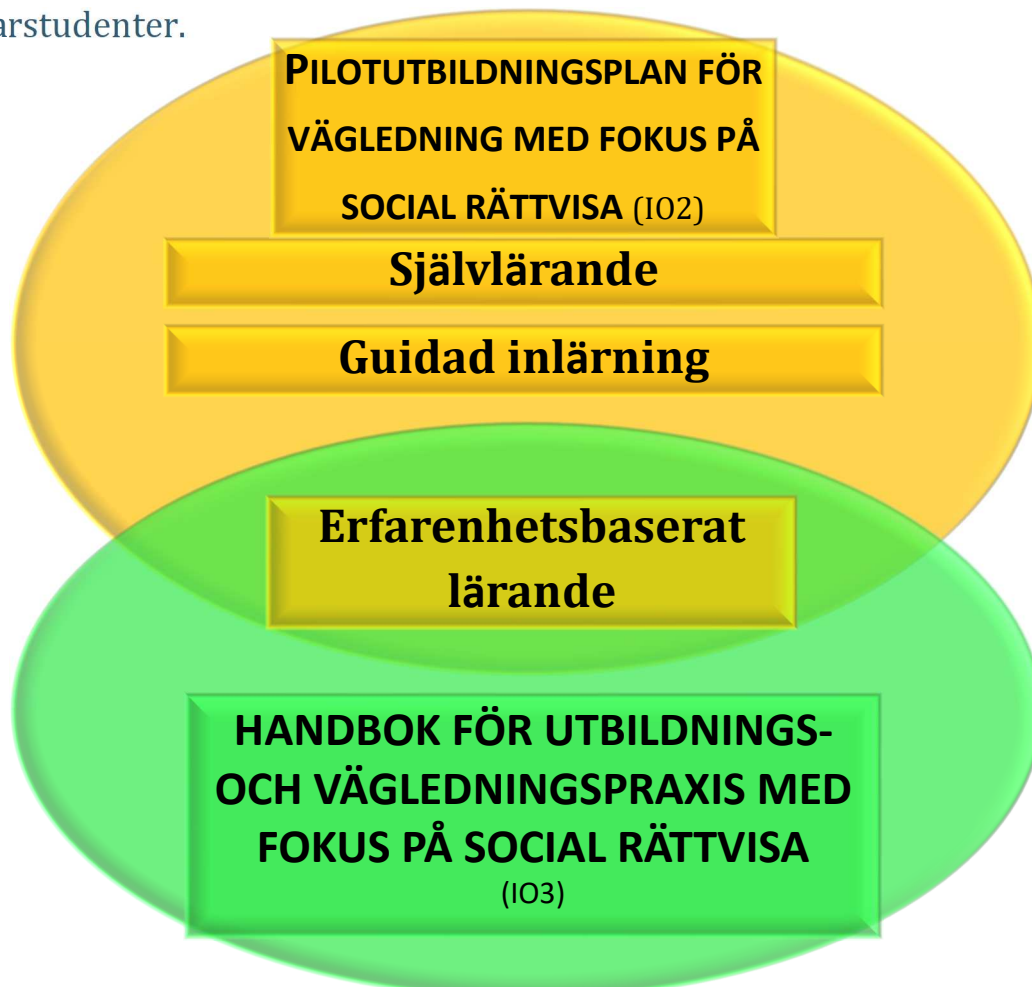 arstudenter.
PILOTUTBILDNINGSPLAN FÖR
VÄGLEDNING MED FOKUS PÅ
SOCIAL RÄTTVISA (IO2)
Självlärande
Guidad inlärning
Erfarenhetsbaserat
lärande
HANDBOK FÖR UTBILDNINGS-
OCH VÄGLEDNINGSPRAXIS MED
FOKUS PÅ SOCIAL RÄTTVISA
(IO3)